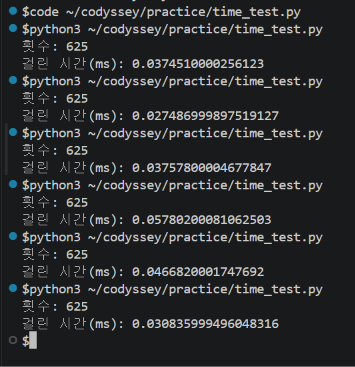 $code ~/codyssey/practice/time_test.py
$python3 ~/codyssey/practice/time_test.py
횟수: 625
걸린 시간(ms): 0.0374510000256123
$python3 ~/codyssey/practice/time_test.py
횟수: 625
걸린 시간(ms): 0.027486999897519127
$python3 ~/codyssey/practice/time_test.py
횟수: 625
걸린 시간(ms): 0.03757800004677847
$python3 ~/codyssey/practice/time_test.py
횟수: 625
걸린 시간(ms): 0.05780200081062503
$python3 ~/codyssey/practice/time_test.py
횟수: 625
걸린 시간(ms): 0.0466820001747692
$python3 ~/codyssey/practice/time_test.py
횟수: 625
걸린 시간(ms): 0.030835999496048316
$